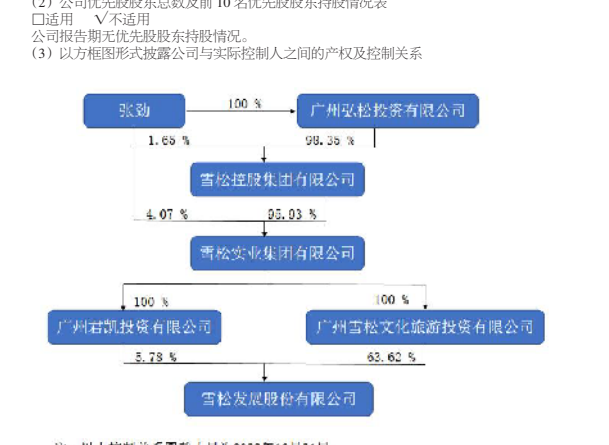 (2) 公司优先股股东总数及前 10 名优先股股东持股情况表
□适用 √不适用
公司报告期无优先股股东持股情况。
(3) 以方框图形式披露公司与实际控制人之间的产权及控制关系
张劲
100 %
广州弘松投资有限公司
1.65 %
98.35 %
雪松控股集团有限公司
4.07 %
95.93 %
雪松实业集团有限公司
100 %
100 %
广州君凯投资有限公司
广州雪松文化旅游投资有限公司
5.78 %
63.62 %
雪松发展股份有限公司